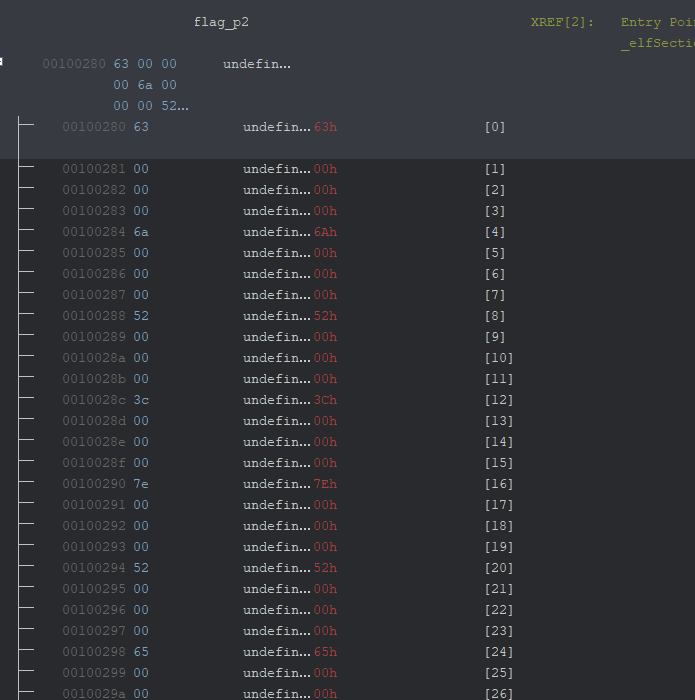 flag_p2 XREF[2]: Entry Poi
_elfSecti
00100280 63 00 00 undefin...
00 6a 00
00 00 52...
00100280 63 undefin... 63h [0]
00100281 00 undefin... 00h [1]
00100282 00 undefin... 00h [2]
00100283 00 undefin... 00h [3]
00100284 6a undefin... 6Ah [4]
00100285 00 undefin... 00h [5]
00100286 00 undefin... 00h [6]
00100287 00 undefin... 00h [7]
00100288 52 undefin... 52h [8]
00100289 00 undefin... 00h [9]
0010028a 00 undefin... 00h [10]
0010028b 00 undefin... 00h [11]
0010028c 3c undefin... 3Ch [12]
0010028d 00 undefin... 00h [13]
0010028e 00 undefin... 00h [14]
0010028f 00 undefin... 00h [15]
00100290 7e undefin... 7Eh [16]
00100291 00 undefin... 00h [17]
00100292 00 undefin... 00h [18]
00100293 00 undefin... 00h [19]
00100294 52 undefin... 52h [20]
00100295 00 undefin... 00h [21]
00100296 00 undefin... 00h [22]
00100297 00 undefin... 00h [23]
00100298 65 undefin... 65h [24]
00100299 00 undefin... 00h [25]
0010029a 00 undefin... 00h [26]